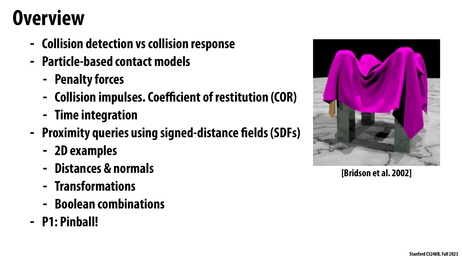 Overview
- Collision detection vs collision response
- Particle-based contact models
- Penalty forces
- Collision impulses. Coefficient of restitution (COR)
- Time integration
- Proximity queries using signed-distance fields (SDFs)
- 2D examples
- Distances & normals
- Transformations
- Boolean combinations
- P1: Pinball!
[Bridson et al. 2002]
Stanford CS248B, Fall 2023